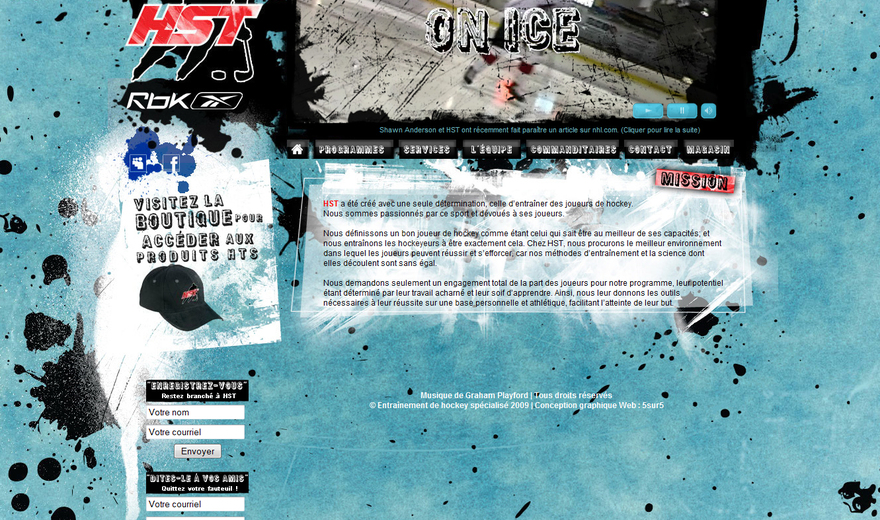 HST
RbK
ON ICE
Shawn Anderson et HST ont récemment fait paraître un article sur nhl.com. (Cliquer pour lire la suite)
PROGRAMMES SERVICES L'ÉQUIPE COMMANDITAIRES CONTACT MAGASIN
MISSION
HST a été créé avec une seule détermination, celle d'entraîner des joueurs de hockey.
Nous sommes passionnés par ce sport et dévoués à ses joueurs.
Nous définissons un bon joueur de hockey comme étant celui qui sait être au meilleur de ses capacités, et
nous entraînons les hockeyeurs à être exactement cela. Chez HST, nous procurons le meilleur environnement
dans lequel les joueurs peuvent réussir et s'efforcer, car nos méthodes d'entraînement et la science dont
elles découlent sont sans égal.
Nous demandons seulement un engagement total de la part des joueurs pour notre programme, leur potentiel
étant déterminé par leur travail acharné et leur soif d'apprendre. Ainsi, nous leur donnons les outils
nécessaires à leur réussite sur une base personnelle et athlétique, facilitant l'atteinte de leur but
VISITEZ LA
BOUTIQUE POUR
ACCÉDER AUX
PRODUITS HTS
"ENREGISTREZ-VOUS"
Restez branché à HST
Votre nom
Votre courriel
Envoyer
"DITES-LE À VOS AMIS"
Quittez votre fauteuil !
Votre courriel
Musique de Graham Playford | Tous droits réservés
© Entraînement de hockey spécialisé 2009 | Conception graphique Web : 5sur5